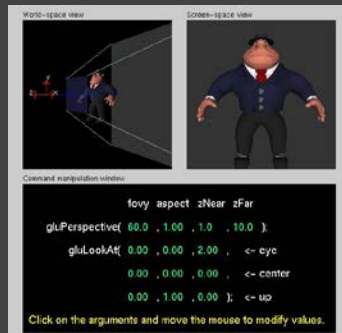 World-space view
Screen-space view
y
z
x
Command manipulation window
fovy aspect zNear zFar
gluPerspective( 60.0 , 1.00 , 1.0 , 10.0 );
gluLookAt( 0.00 , 0.00 , 2.00 , <- eye
0.00 , 0.00 , 0.00 , <- center
0.00 , 1.00 , 0.00 ); <- up
Click on the arguments and move the mouse to modify values.